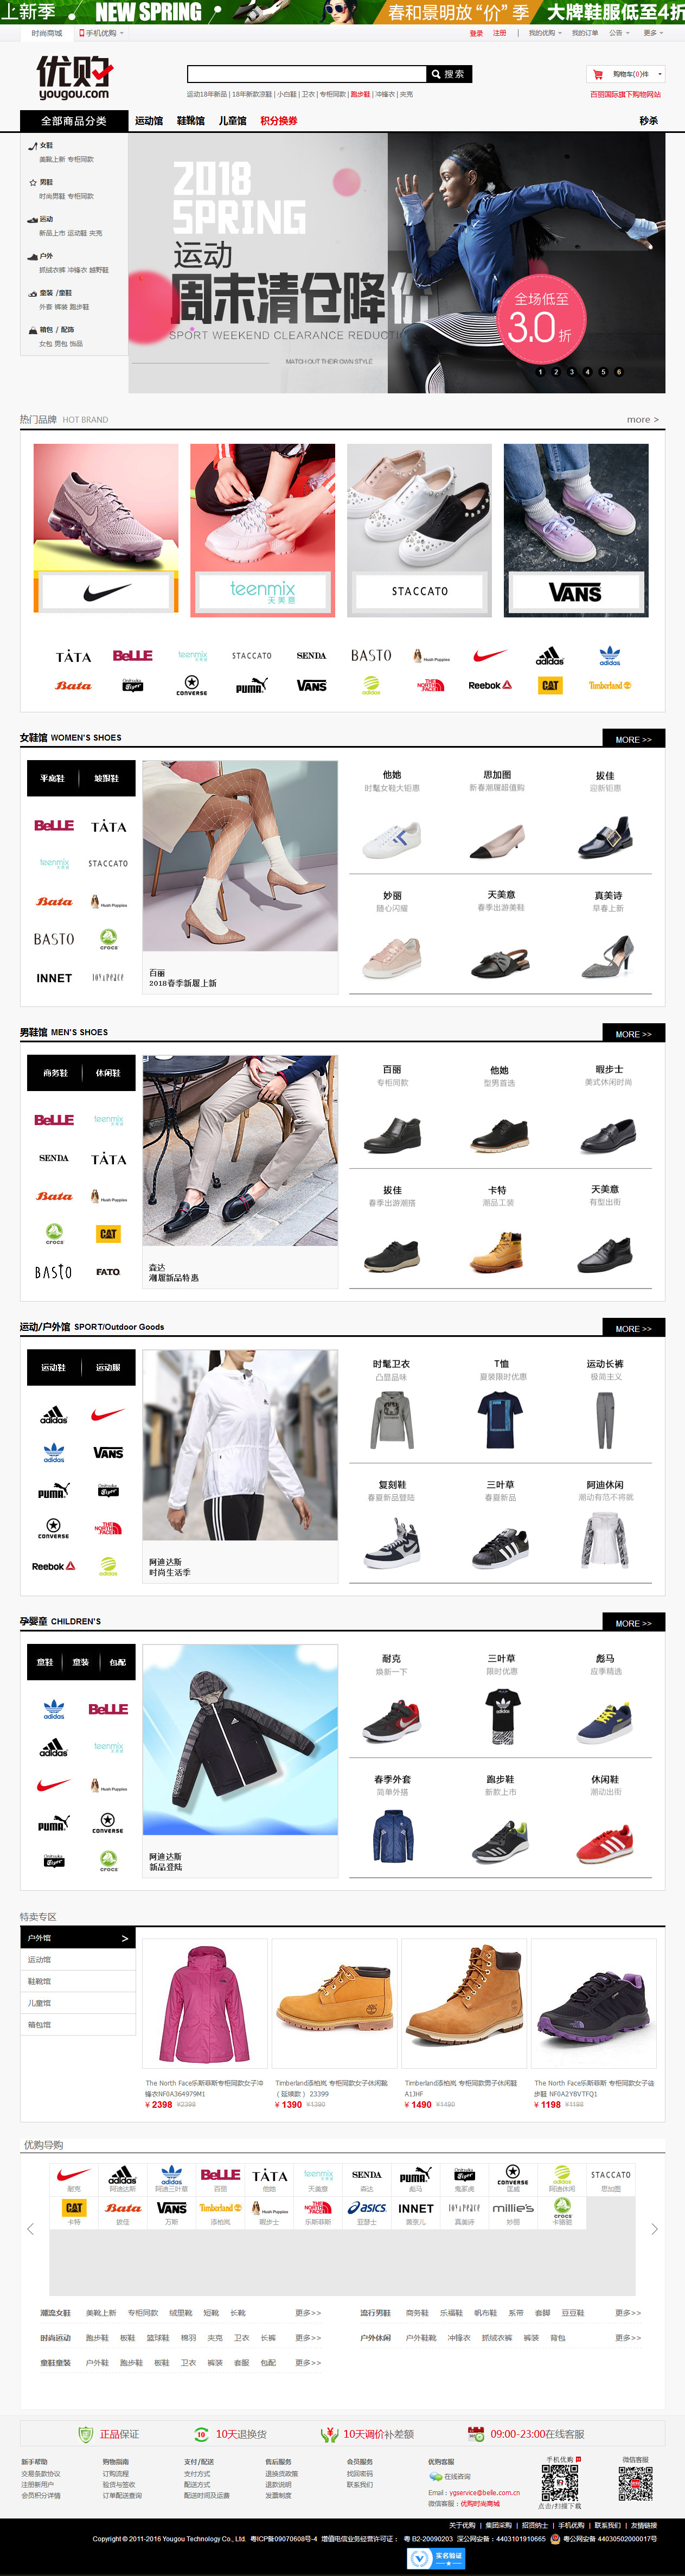 上新季 NEW SPRING 春和景明放“价”季 大牌鞋服低至4折
时尚商城 手机优购 登录 注册 | 我的优购 我的订单 公告 更多
优购 yougou.com
搜索
购物车(0)件
运动18年新品 | 18年新款凉鞋 | 小白鞋 | 卫衣 | 专柜同款 | 跑步鞋 | 冲锋衣 | 夹克
百丽国际旗下购物网站
全部商品分类 运动馆 鞋靴馆 儿童馆 积分换券 秒杀
女鞋
美靴上新 专柜同款
男鞋
时尚男鞋 专柜同款
运动
新品上市 运动鞋 夹克
户外
抓绒衣裤 冲锋衣 越野鞋
童装 / 童鞋
外套 裤装 跑步鞋
箱包 / 配饰
女包 男包 饰品
2018
SPRING
运动
周末清仓降价
SPORT WEEKEND CLEARANCE REDUCTI
MATCH OUT THEIR OWN STYLE
全场低至
3.0折
1 2 3 4 5 6
热门品牌 HOT BRAND more >
teenmix 天美意 STACCATO VANS
TATA BeLLE teenmix STACCATO SENDA BASTO Hush Puppies adidas adidas
Bata Onitsuka Tiger CONVERSE PUMA VANS adidas THE NORTH FACE Reebok CAT Timberland
女鞋馆 WOMEN'S SHOES MORE >>
平底鞋 坡跟鞋
BeLLE TATA
teenmix STACCATO
Bata Hush Puppies
BASTO crocs
INNET JOY&PEACE
百丽
2018春季新履上新
他她 思加图 拔佳
时髦女鞋大钜惠 新春潮履超值购 迎新钜惠
妙丽 天美意 真美诗
随心闪耀 春季出游美鞋 早春上新
男鞋馆 MEN'S SHOES MORE >>
商务鞋 休闲鞋
BeLLE teenmix
SENDA TATA
Bata Hush Puppies
crocs CAT
BASTO FATO
森达
潮履新品特惠
百丽 他她 暇步士
专柜同款 型男首选 美式休闲时尚
拔佳 卡特 天美意
春季出游潮搭 潮品工装 有型出街
运动/户外馆 SPORT/Outdoor Goods MORE >>
运动鞋 运动服
adidas
adidas VANS
PUMA Onitsuka Tiger
CONVERSE THE NORTH FACE
Reebok adidas
阿迪达斯
时尚生活季
时髦卫衣 T恤 运动长裤
凸显品味 夏装限时优惠 极简主义
复刻鞋 三叶草 阿迪休闲
春夏新品登陆 春夏新品 潮动有范不将就
孕婴童 CHILDREN'S MORE >>
童鞋 童装 包配
adidas BeLLE
adidas teenmix
Hush Puppies
PUMA CONVERSE
Onitsuka Tiger crocs
阿迪达斯
新品登陆
耐克 三叶草 彪马
焕新一下 限时优惠 应季精选
春季外套 跑步鞋 休闲鞋
简单外搭 新款上市 潮动出街
特卖专区
户外馆 >
运动馆
鞋靴馆
儿童馆
箱包馆
The North Face乐斯菲斯专柜同款女子冲锋衣NF0A364979M1
¥ 2398 ¥2398
Timberland添柏岚 专柜同款女子休闲靴（延续款） 23399
¥ 1390 ¥1390
Timberland添柏岚 专柜同款男子休闲鞋A1JHF
¥ 1490 ¥1490
The North Face乐斯菲斯 专柜同款女子徒步鞋 NF0A2Y8VTFQ1
¥ 1198 ¥1198
优购导购
adidas adidas BeLLE TATA teenmix SENDA PUMA Onitsuka Tiger CONVERSE adidas STACCATO
耐克 阿迪达斯 阿迪三叶草 百丽 他她 天美意 森达 彪马 鬼冢虎 匡威 阿迪休闲 思加图
CAT Bata VANS Timberland Hush Puppies THE NORTH FACE ASICS INNET JOY&PEACE millie's crocs
卡特 拔佳 万斯 添柏岚 暇步士 乐斯菲斯 亚瑟士 茵奈儿 真美诗 妙丽 卡骆驰
潮流女鞋 美靴上新 专柜同款 绒里靴 短靴 长靴 更多>> 流行男鞋 商务鞋 乐福鞋 帆布鞋 系带 套脚 豆豆鞋 更多>>
时尚运动 跑步鞋 板鞋 篮球鞋 棉羽 夹克 卫衣 长裤 更多>> 户外休闲 户外鞋靴 冲锋衣 抓绒衣裤 裤装 背包 更多>>
童鞋童装 户外鞋 跑步鞋 板鞋 卫衣 裤装 套服 包配 更多>>
正品保证 10 10天退换货 10天调价补差额 09:00-23:00在线客服
新手帮助 购物指南 支付/配送 售后服务 会员服务 优购客服 手机优购 微信客服
交易条款协议 订购流程 支付方式 退换货政策 找回密码 在线咨询
注册新用户 验货与签收 配送方式 退款说明 联系我们
会员积分详情 订单配送查询 配送时间及运费 发票制度 Email：ygservice@belle.com.cn
微信客服：优购时尚商城 点击/扫描下载
关于优购 | 集团采购 | 招贤纳士 | 手机优购 | 联系我们 | 友情链接
Copyright © 2011-2016 Yougou Technology Co., Ltd. 粤ICP备09070608号-4 增值电信业务经营许可证： 粤 B2-20090203 深公网安备：4403101910665 粤公网安备 44030502000017号
实名验证